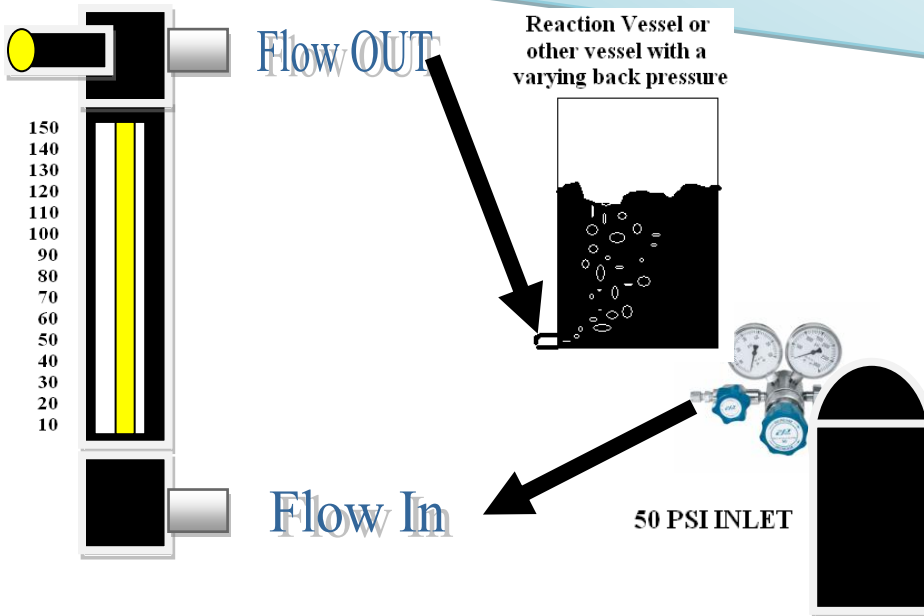 Flow OUT
Reaction Vessel or
other vessel with a
varying back pressure
150
140
130
120
110
100
90
80
70
60
50
40
30
20
10
Flow In
50 PSI INLET